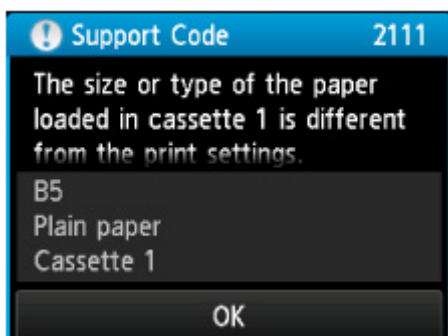 Support Code 2111
The size or type of the paper
loaded in cassette 1 is different
from the print settings.
B5
Plain paper
Cassette 1
OK